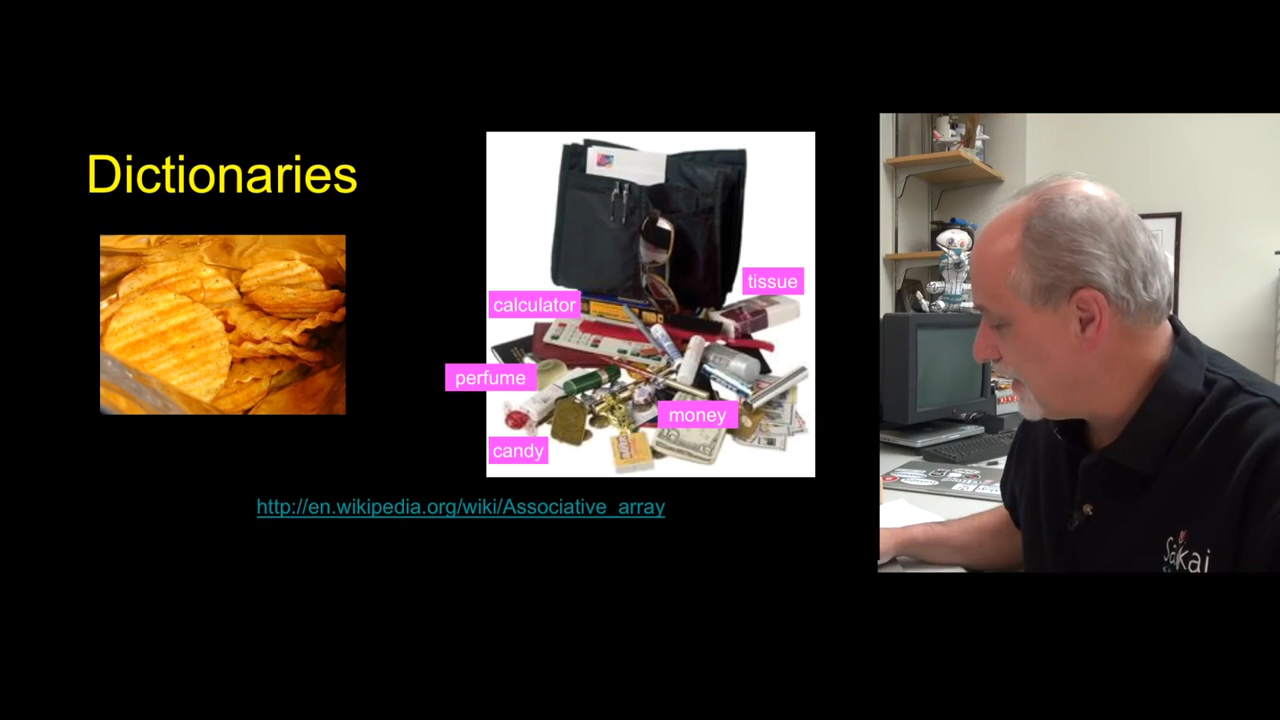 Dictionaries
tissue
calculator
perfume
money
candy
http://en.wikipedia.org/wiki/Associative_array
Sakai